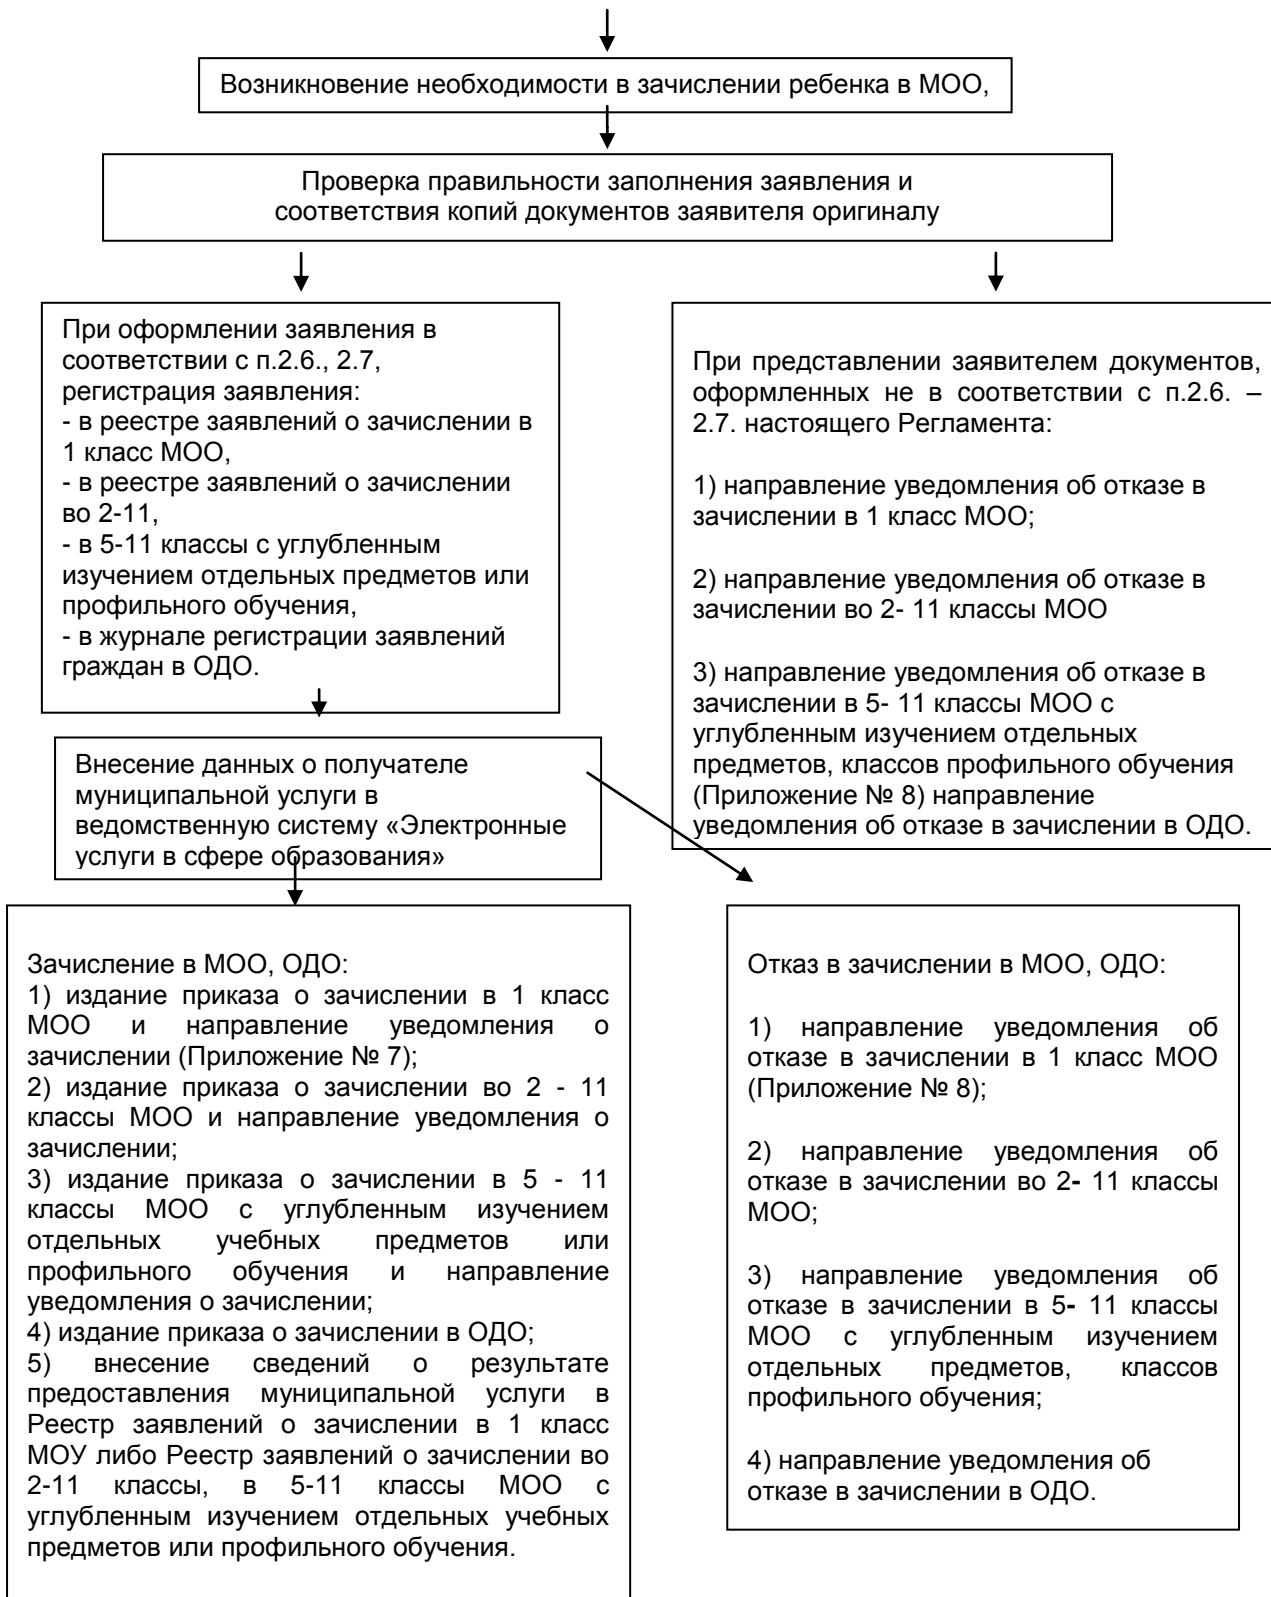 Возникновение необходимости в зачислении ребенка в МОО,
Проверка правильности заполнения заявления и
соответствия копий документов заявителя оригиналу
При оформлении заявления в
соответствии с п.2.6., 2.7,
регистрация заявления:
- в реестре заявлений о зачислении в
1 класс МОО,
- в реестре заявлений о зачислении
во 2-11,
- в 5-11 классы с углубленным
изучением отдельных предметов или
профильного обучения,
- в журнале регистрации заявлений
граждан в ОДО.
При представлении заявителем документов,
оформленных не в соответствии с п.2.6. –
2.7. настоящего Регламента:
1) направление уведомления об отказе в
зачислении в 1 класс МОО;
2) направление уведомления об отказе в
зачислении во 2- 11 классы МОО
3) направление уведомления об отказе в
зачислении в 5- 11 классы МОО с
углубленным изучением отдельных
предметов, классов профильного обучения
(Приложение № 8) направление
уведомления об отказе в зачислении в ОДО.
Внесение данных о получателе
муниципальной услуги в
ведомственную систему «Электронные
услуги в сфере образования»
Зачисление в МОО, ОДО:
1) издание приказа о зачислении в 1 класс
МОО и направление уведомления о
зачислении (Приложение № 7);
2) издание приказа о зачислении во 2 - 11
классы МОО и направление уведомления о
зачислении;
3) издание приказа о зачислении в 5 - 11
классы МОО с углубленным изучением
отдельных учебных предметов или
профильного обучения и направление
уведомления о зачислении;
4) издание приказа о зачислении в ОДО;
5) внесение сведений о результате
предоставления муниципальной услуги в
Реестр заявлений о зачислении в 1 класс
МОУ либо Реестр заявлений о зачислении во
2-11 классы, в 5-11 классы МОО с
углубленным изучением отдельных учебных
предметов или профильного обучения.
Отказ в зачислении в МОО, ОДО:
1) направление уведомления об
отказе в зачислении в 1 класс МОО
(Приложение № 8);
2) направление уведомления об
отказе в зачислении во 2- 11 классы
МОО;
3) направление уведомления об
отказе в зачислении в 5- 11 классы
МОО с углубленным изучением
отдельных предметов, классов
профильного обучения;
4) направление уведомления об
отказе в зачислении в ОДО.